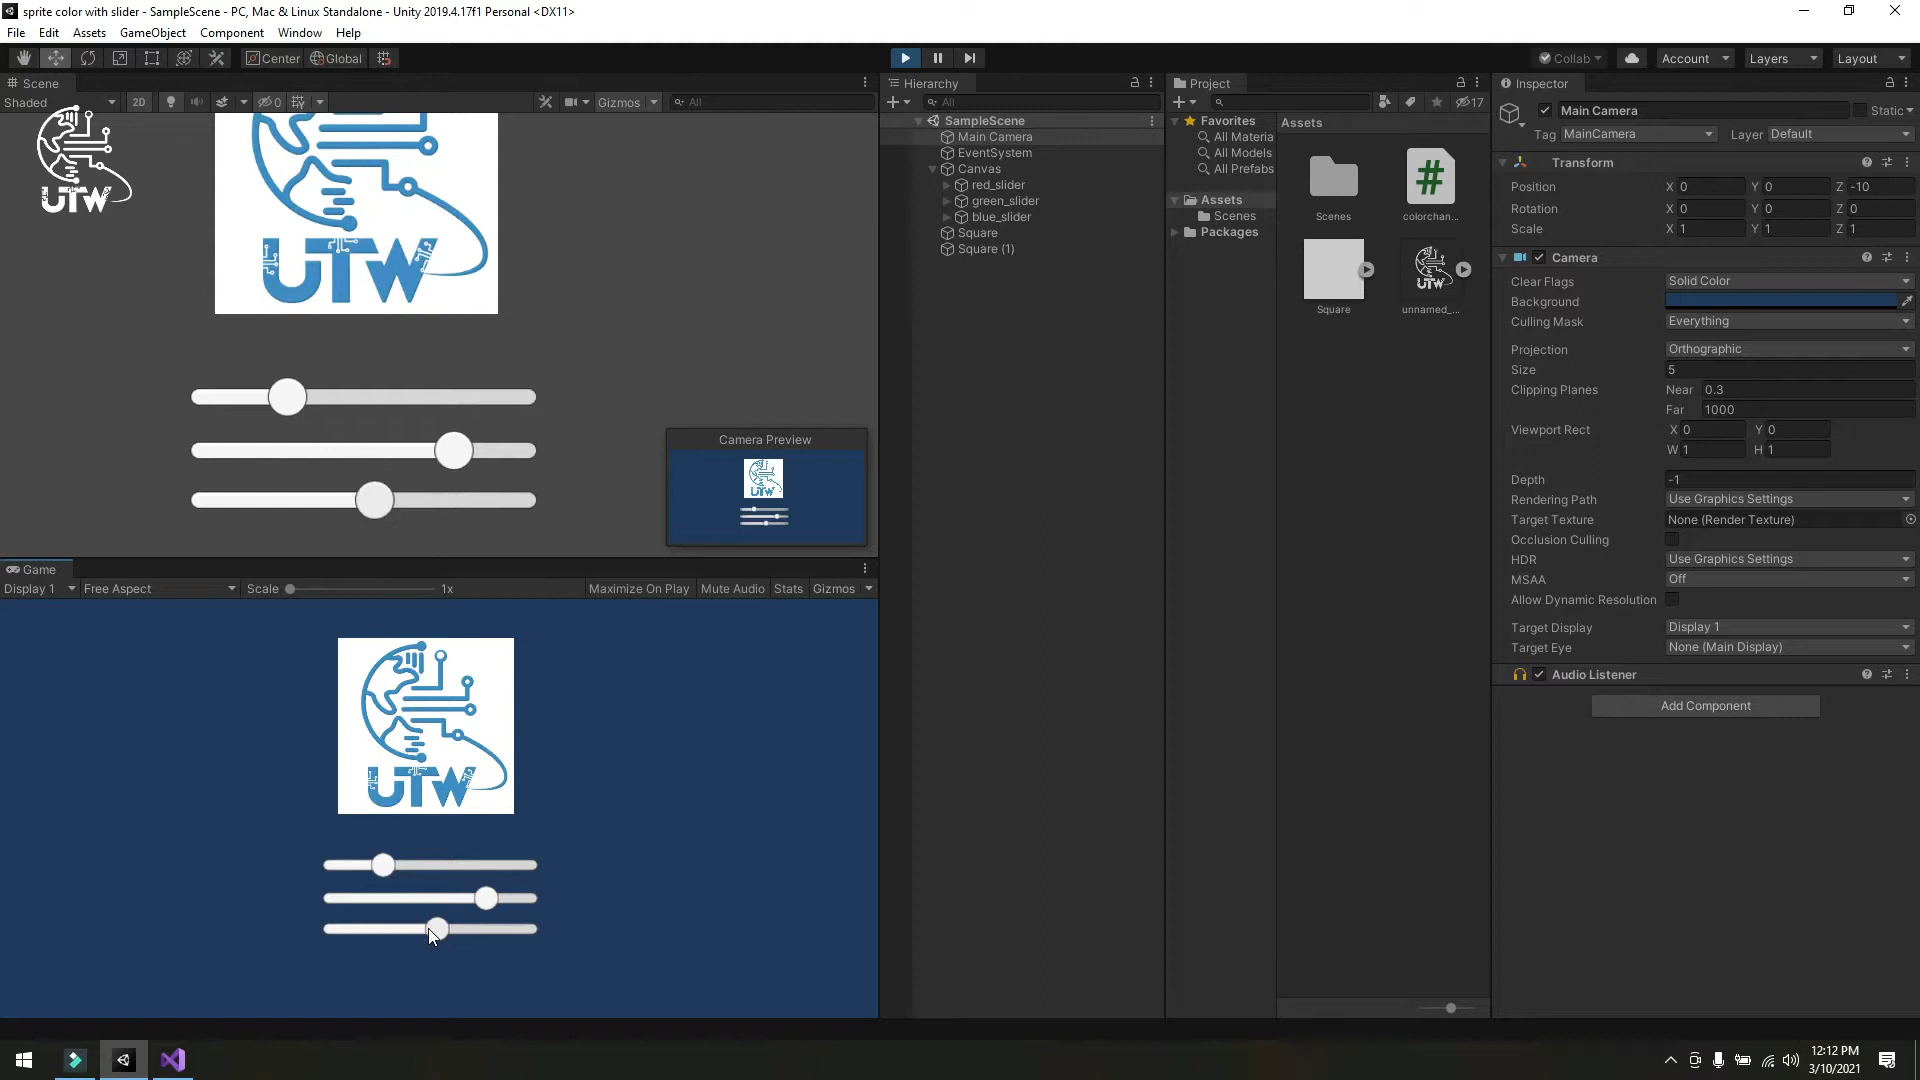 sprite color with slider - SampleScene - PC, Mac & Linux Standalone - Unity 2019.4.17f1 Personal <DX11>
File Edit Assets GameObject Component Window Help
Center Global
Collab Account Layers Layout
Scene
Shaded 2D 0 Gizmos All
UTW
UTW
Camera Preview
UTW
Game
Display 1 Free Aspect Scale 1x Maximize On Play Mute Audio Stats Gizmos
UTW
Hierarchy
All
SampleScene
Main Camera
EventSystem
Canvas
red_slider
green_slider
blue_slider
Square
Square (1)
Project
17
Favorites
All Materia
All Models
All Prefabs
Assets
Scenes
Packages
Assets
Scenes
colorchan...
#
Square
unnamed_...
UTW
Inspector
Main Camera Static
Tag MainCamera Layer Default
Transform
Position X 0 Y 0 Z -10
Rotation X 0 Y 0 Z 0
Scale X 1 Y 1 Z 1
Camera
Clear Flags Solid Color
Background
Culling Mask Everything
Projection Orthographic
Size 5
Clipping Planes Near 0.3
Far 1000
Viewport Rect X 0 Y 0
W 1 H 1
Depth -1
Rendering Path Use Graphics Settings
Target Texture None (Render Texture)
Occlusion Culling
HDR Use Graphics Settings
MSAA Off
Allow Dynamic Resolution
Target Display Display 1
Target Eye None (Main Display)
Audio Listener
Add Component
12:12 PM
3/10/2021